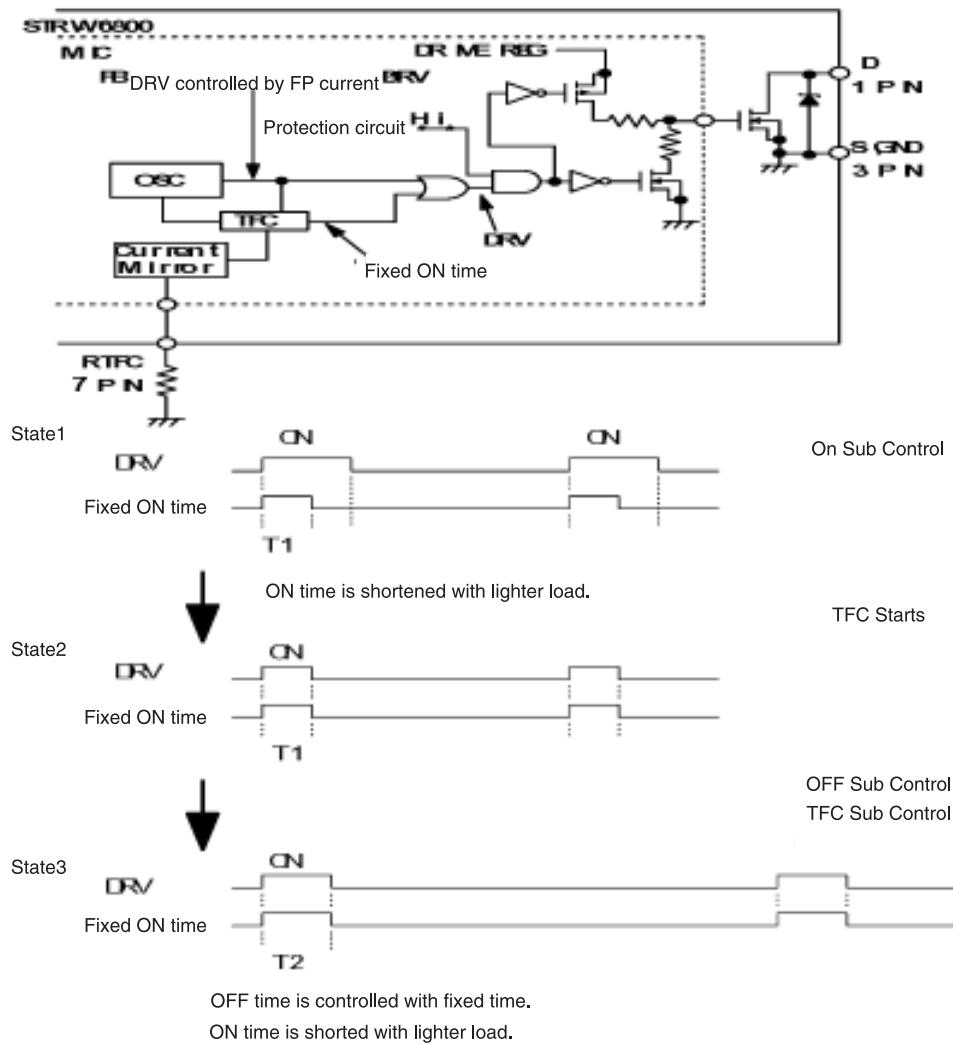 STRW6800
MIC
DRIVE REG
DRV controlled by FP current
Protection circuit
Hi
D
1 PIN
S,GND
3 PIN
OSC
TFC
DRV
Current
Mirror
Fixed ON time
RTFC
7 PIN
State1
ON
ON
On Sub Control
DRV
Fixed ON time
T1
ON time is shortened with lighter load.
TFC Starts
State2
ON
DRV
Fixed ON time
T1
OFF Sub Control
TFC Sub Control
State3
ON
DRV
Fixed ON time
T2
OFF time is controlled with fixed time.
ON time is shorted with lighter load.